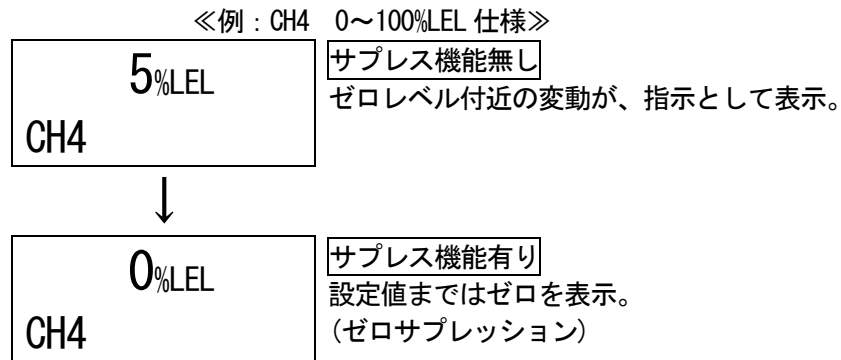 ≪例：CH4　0～100%LEL 仕様≫
5%LEL
CH4
サプレス機能無し
ゼロレベル付近の変動が、指示として表示。
↓
0%LEL
CH4
サプレス機能有り
設定値まではゼロを表示。
(ゼロサプレッション)